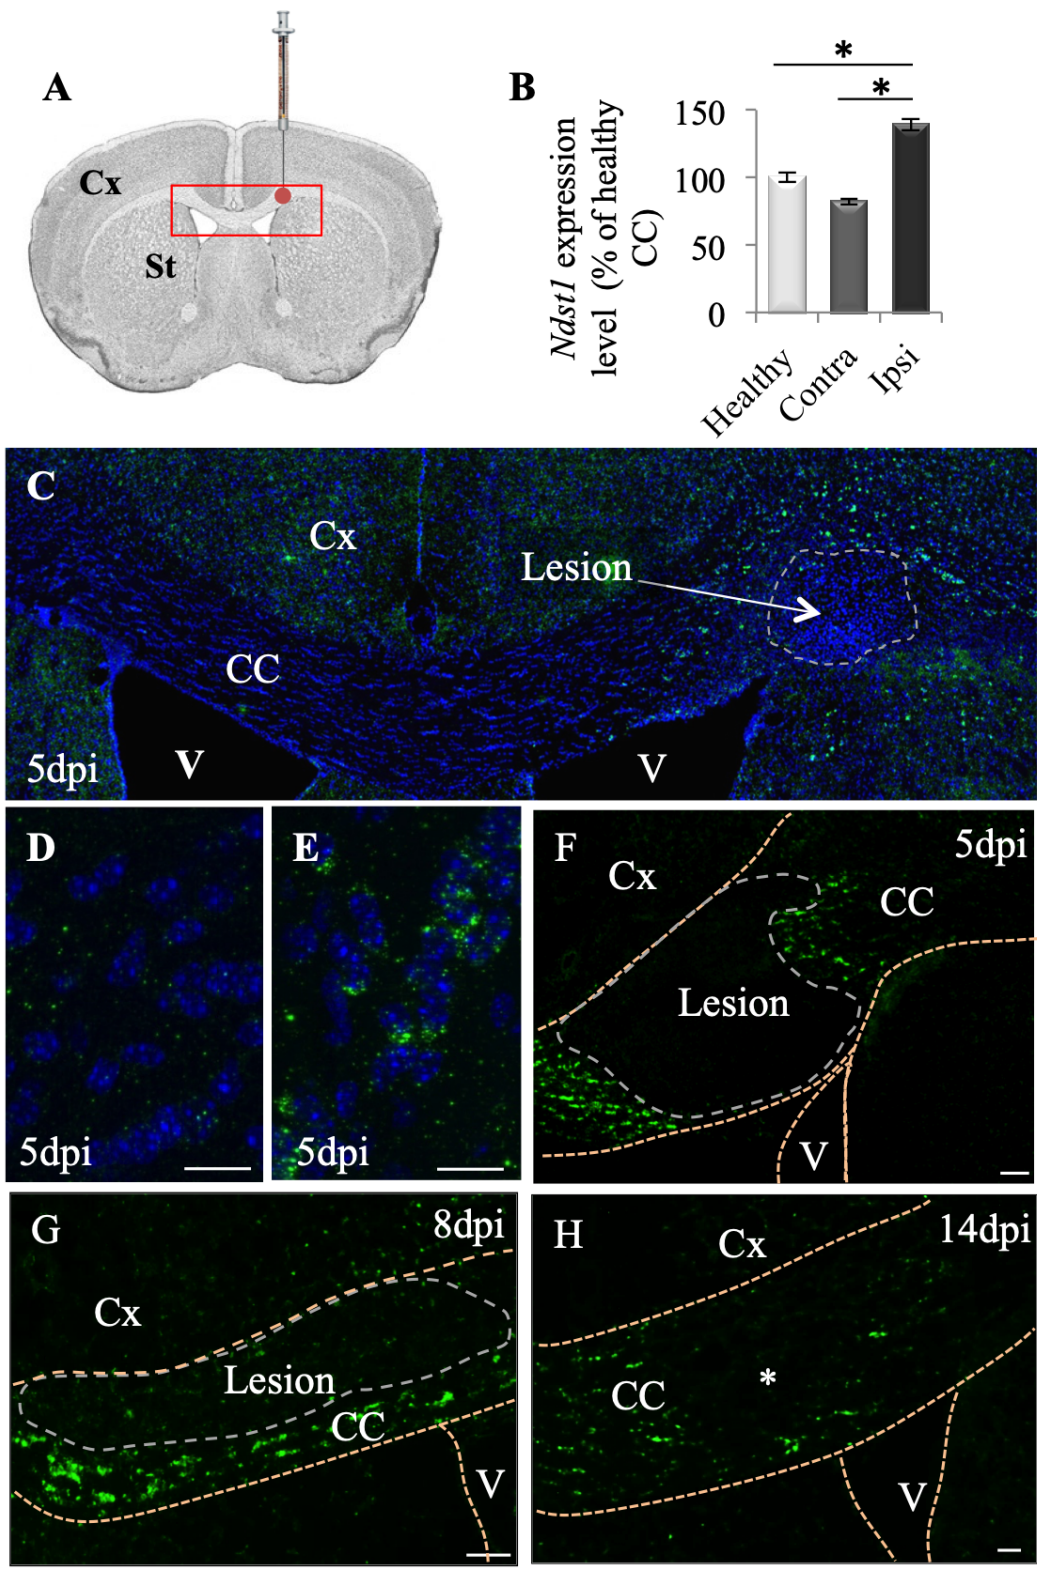 A
Cx
St
B
Ndst1 expression
level (% of healthy
CC)
*
*
150
100
50
0
Healthy
Contra
Ipsi
C
Cx
Lesion
CC
5dpi
V
V
D
5dpi
E
5dpi
F
5dpi
Cx
CC
Lesion
V
G
8dpi
Cx
Lesion
CC
V
H
14dpi
Cx
CC
*
V